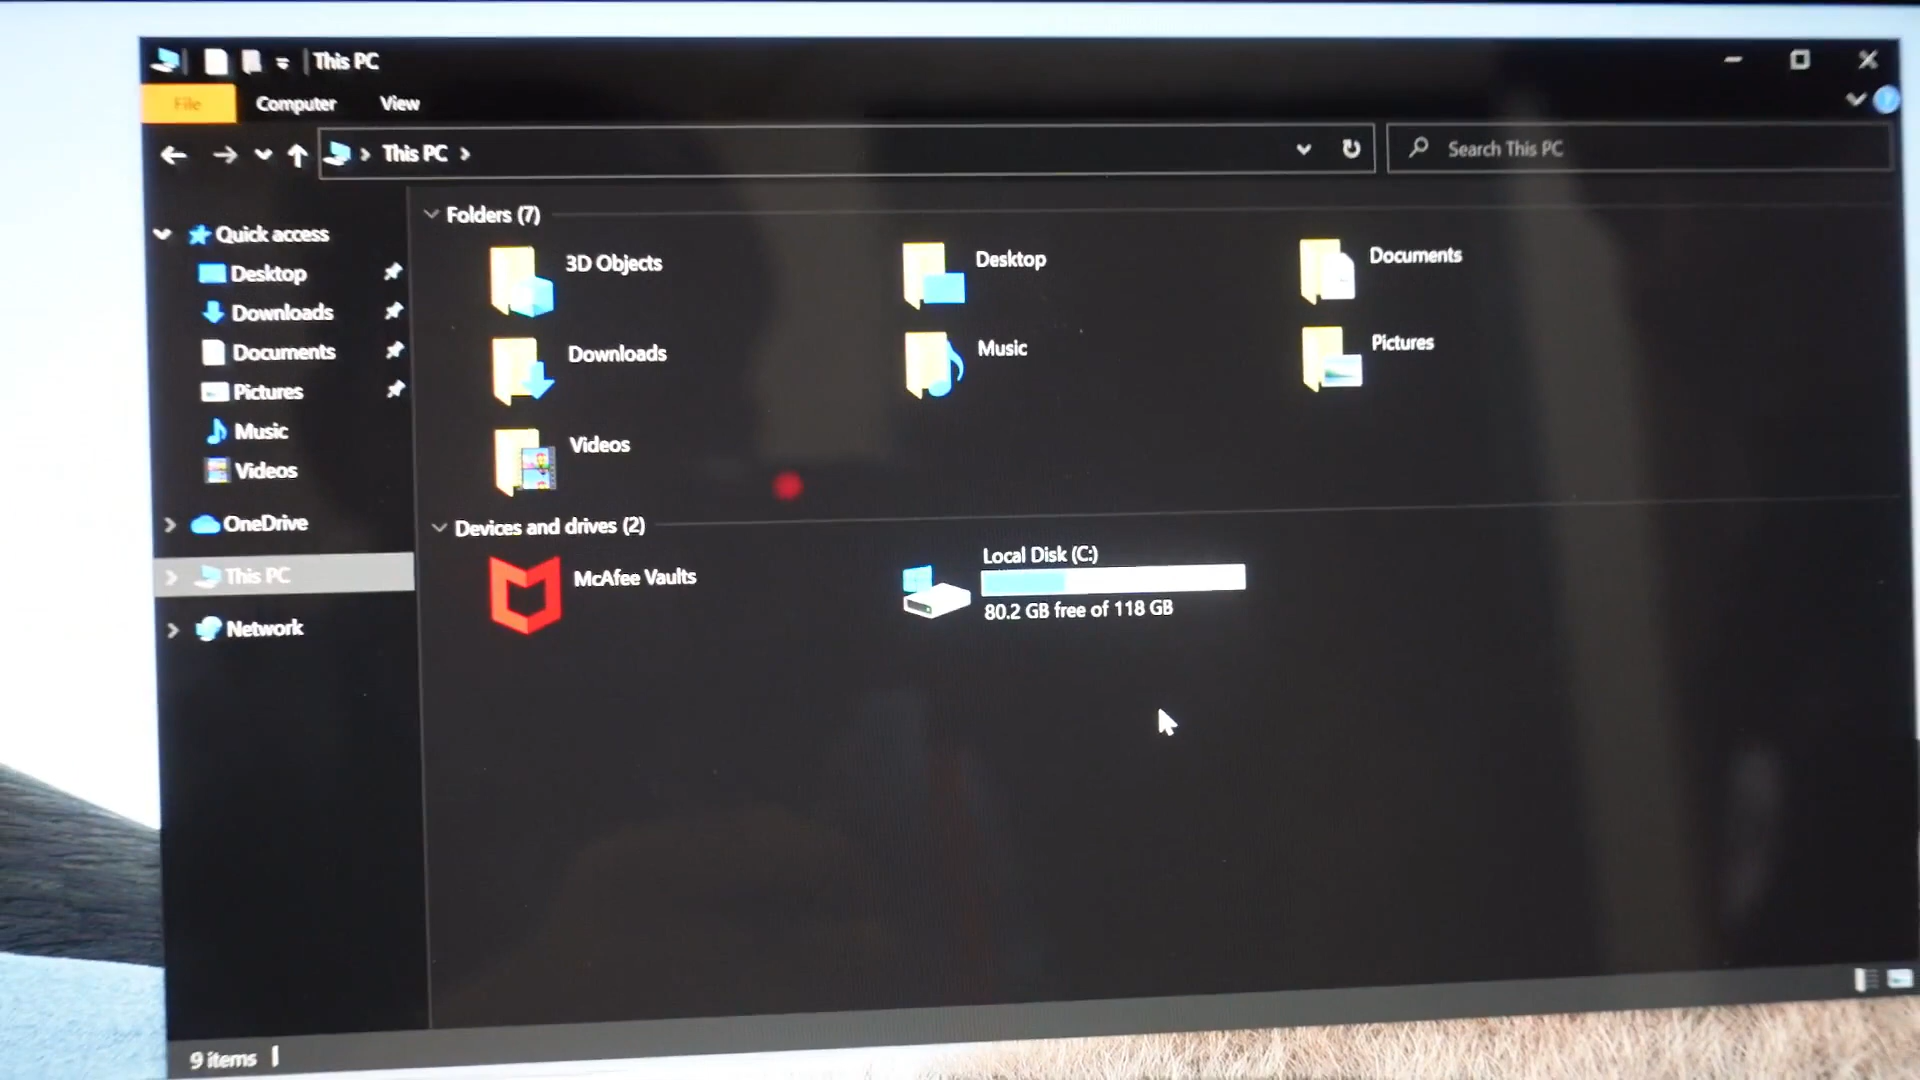 This PC
File
Computer
View
This PC
Search This PC
Quick access
Desktop
Downloads
Documents
Pictures
Music
Videos
OneDrive
This PC
Network
Folders (7)
3D Objects
Desktop
Documents
Downloads
Music
Pictures
Videos
Devices and drives (2)
McAfee Vaults
Local Disk (C:)
80.2 GB free of 118 GB
9 items